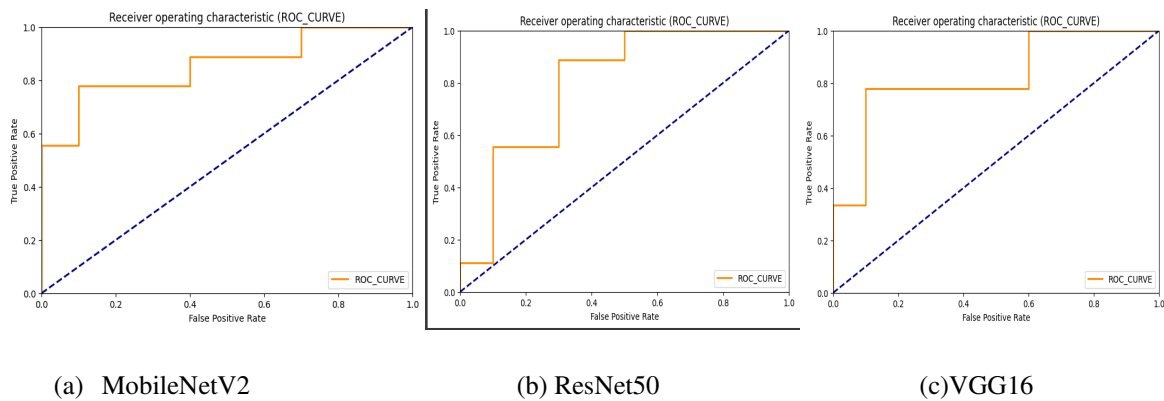 Receiver operating characteristic (ROC_CURVE)
1.0
0.8
0.6
0.4
0.2
0.0
True Positive Rate
0.0 0.2 0.4 0.6 0.8 1.0
False Positive Rate
ROC_CURVE
Receiver operating characteristic (ROC_CURVE)
1.0
0.8
0.6
0.4
0.2
0.0
True Positive Rate
0.0 0.2 0.4 0.6 0.8 1.0
False Positive Rate
ROC_CURVE
Receiver operating characteristic (ROC_CURVE)
1.0
0.8
0.6
0.4
0.2
0.0
True Positive Rate
0.0 0.2 0.4 0.6 0.8 1.0
False Positive Rate
ROC_CURVE
(a) MobileNetV2
(b) ResNet50
(c)VGG16